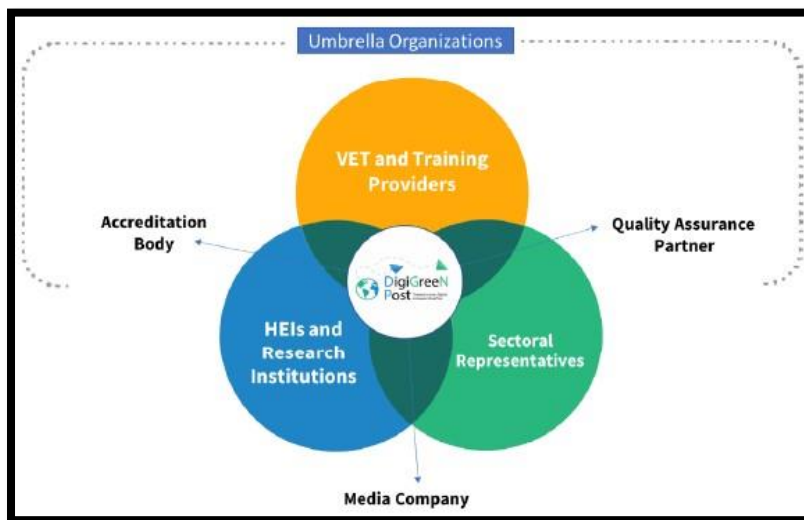 Umbrella Organizations
VET and Training
Providers
Accreditation
Body
Quality Assurance
Partner
DigiGreeN
Post
HEIs and
Research
Institutions
Sectoral
Representatives
Media Company